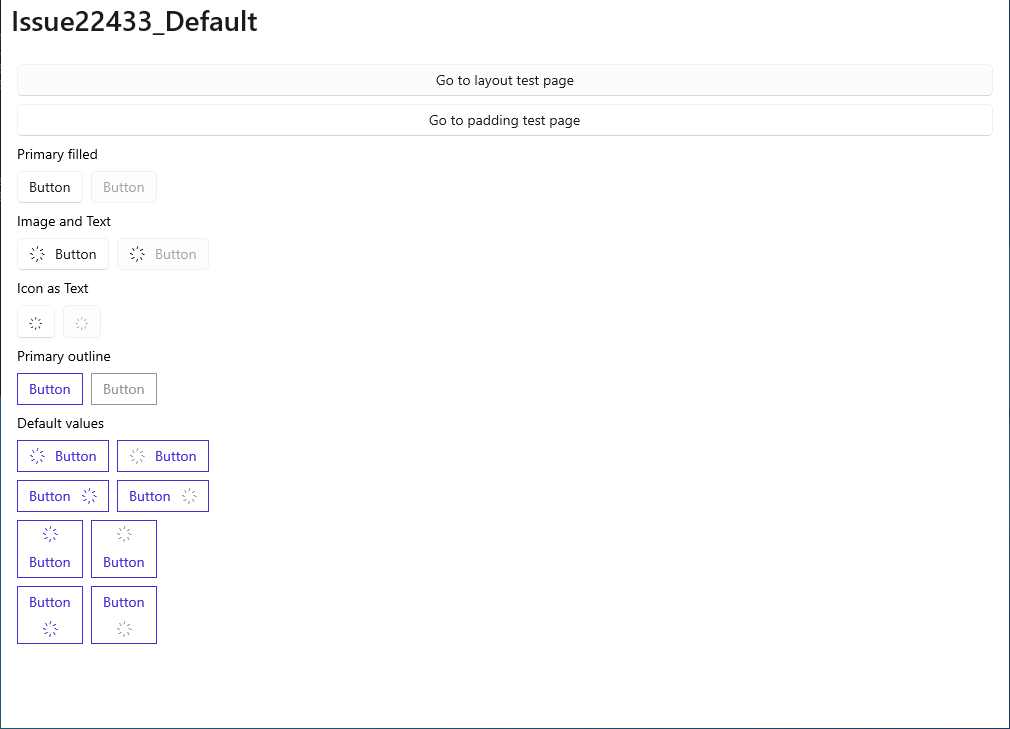 Issue22433_Default
Go to layout test page
Go to padding test page
Primary filled
Button Button
Image and Text
Button Button
Icon as Text
Primary outline
Button Button
Default values
Button Button
Button Button
Button Button
Button Button